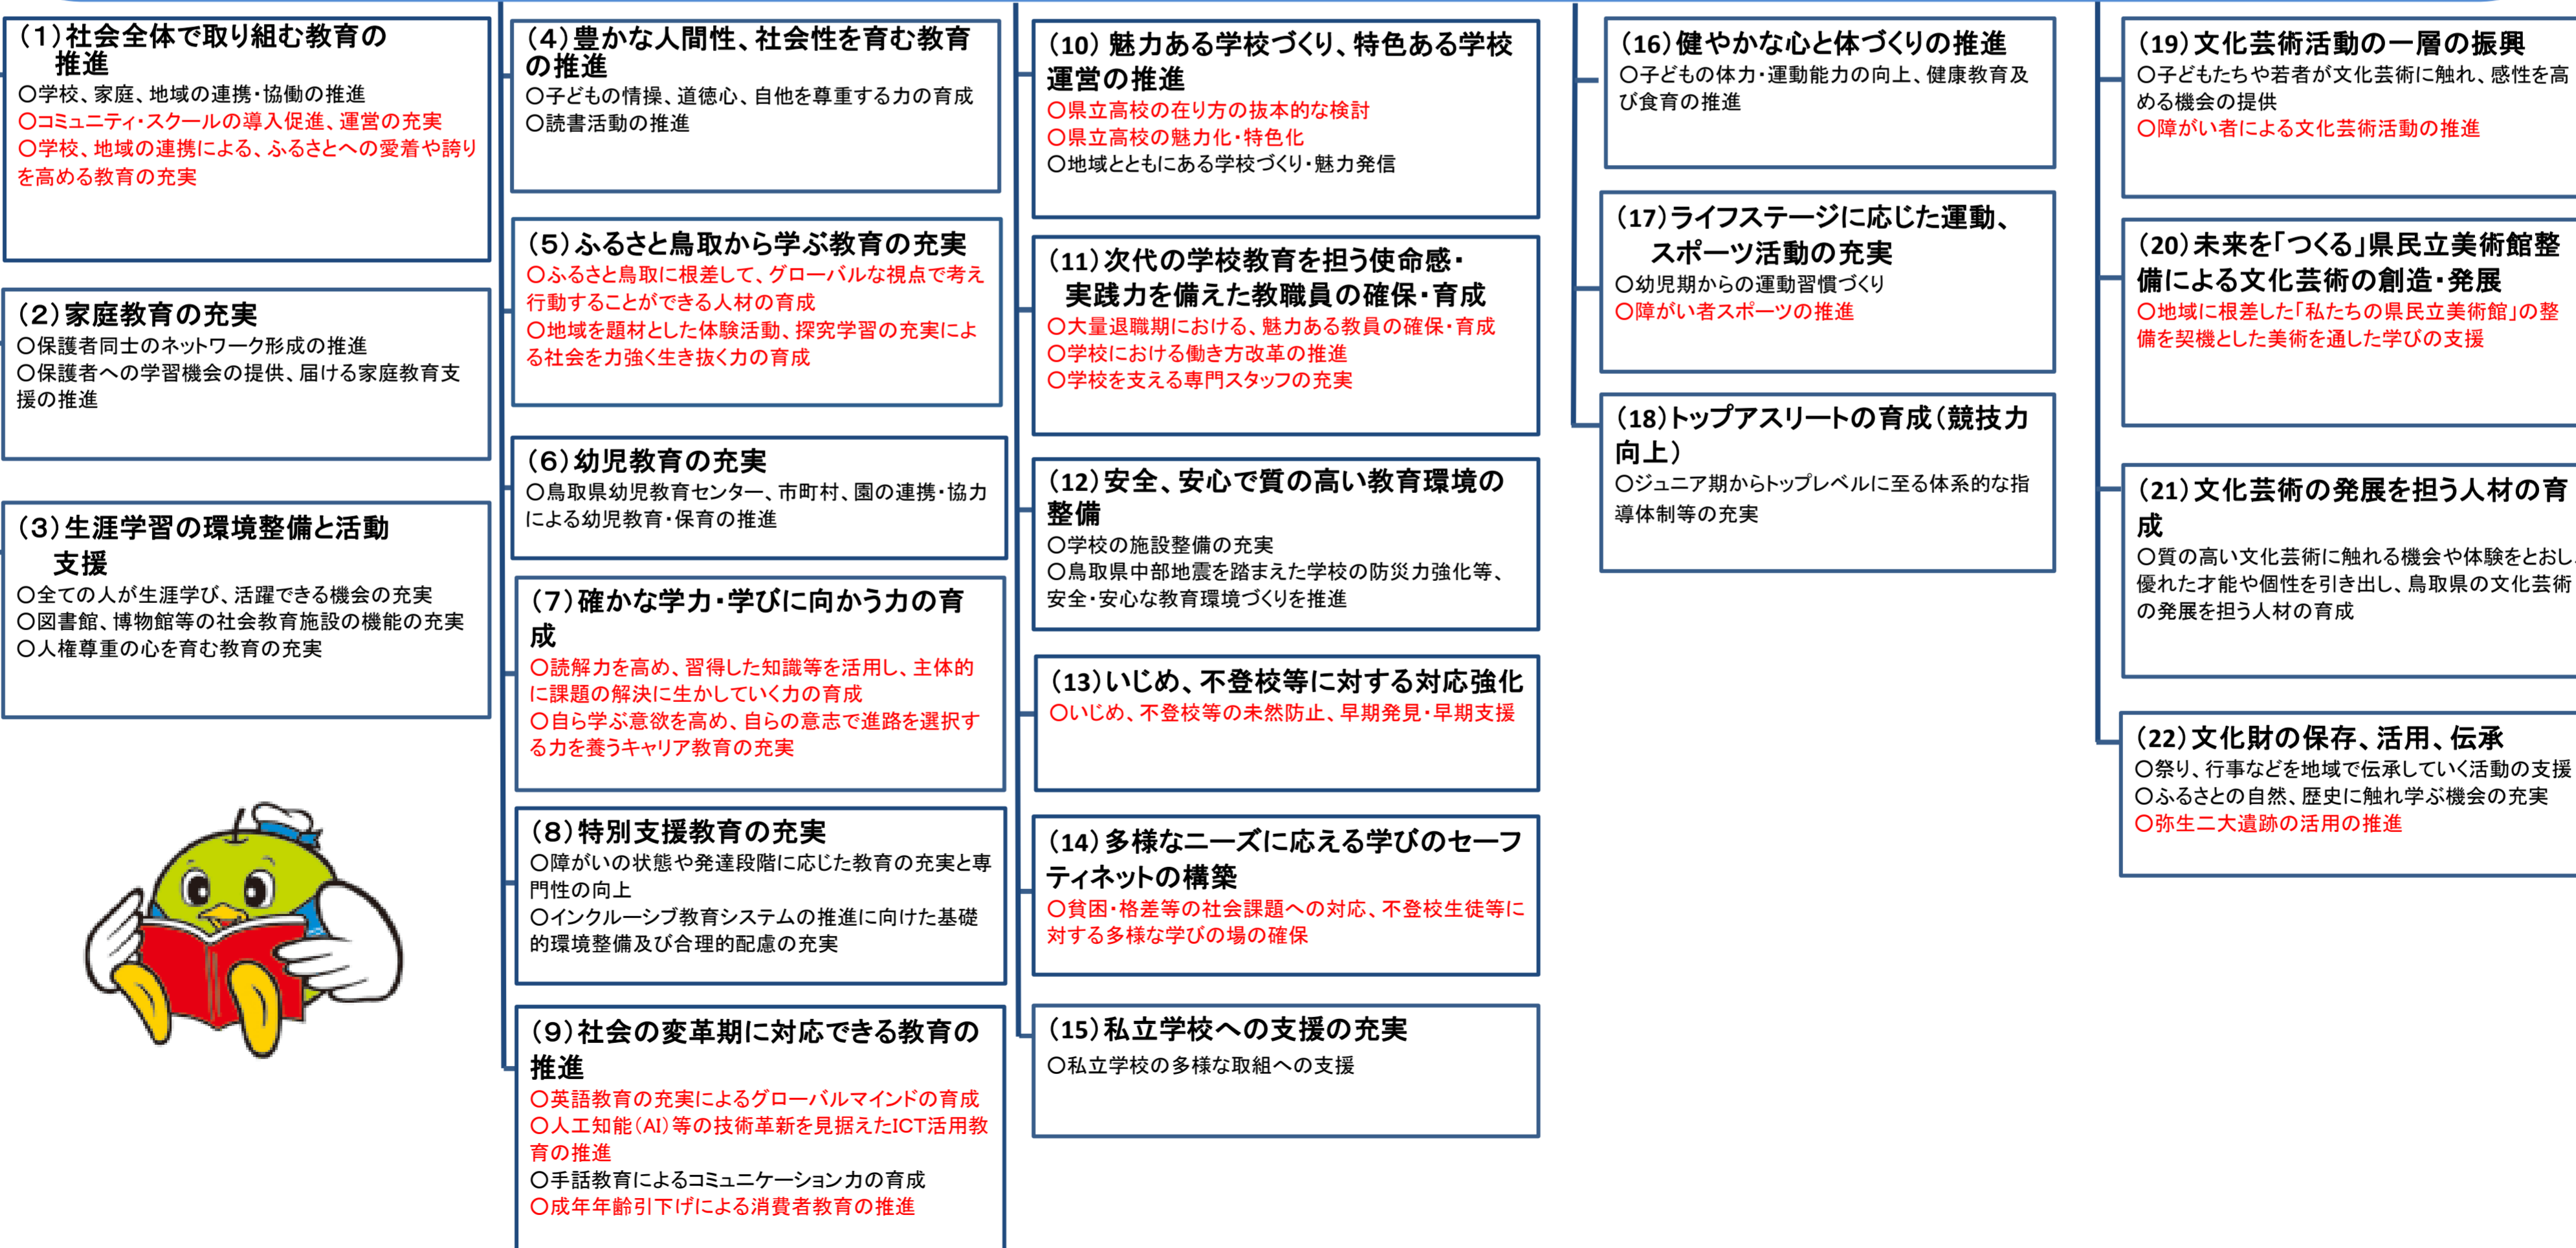 （1）社会全体で取り組む教育の
推進
○学校、家庭、地域の連携・協働の推進
○コミュニティ・スクールの導入促進、運営の充実
○学校、地域の連携による、ふるさとへの愛着や誇り
を高める教育の充実
（2）家庭教育の充実
○保護者同士のネットワーク形成の推進
○保護者への学習機会の提供、届ける家庭教育支
援の推進
（3）生涯学習の環境整備と活動
支援
○全ての人が生涯学び、活躍できる機会の充実
○図書館、博物館等の社会教育施設の機能の充実
○人権尊重の心を育む教育の充実
（4）豊かな人間性、社会性を育む教育
の推進
○子どもの情操、道徳心、自他を尊重する力の育成
○読書活動の推進
（5）ふるさと鳥取から学ぶ教育の充実
○ふるさと鳥取に根差して、グローバルな視点で考え
行動することができる人材の育成
○地域を題材とした体験活動、探究学習の充実によ
る社会を力強く生き抜く力の育成
（6）幼児教育の充実
○鳥取県幼児教育センター、市町村、園の連携・協力
による幼児教育・保育の推進
（7）確かな学力・学びに向かう力の育
成
○読解力を高め、習得した知識等を活用し、主体的
に課題の解決に生かしていく力の育成
○自ら学ぶ意欲を高め、自らの意志で進路を選択す
る力を養うキャリア教育の充実
（8）特別支援教育の充実
○障がいの状態や発達段階に応じた教育の充実と専
門性の向上
○インクルーシブ教育システムの推進に向けた基礎
的環境整備及び合理的配慮の充実
（9）社会の変革期に対応できる教育の
推進
○英語教育の充実によるグローバルマインドの育成
○人工知能（AI）等の技術革新を見据えたICT活用教
育の推進
○手話教育によるコミュニケーション力の育成
○成年年齢引下げによる消費者教育の推進
（10）魅力ある学校づくり、特色ある学校
運営の推進
○県立高校の在り方の抜本的な検討
○県立高校の魅力化・特色化
○地域とともにある学校づくり・魅力発信
（11）次代の学校教育を担う使命感・
実践力を備えた教職員の確保・育成
○大量退職期における、魅力ある教員の確保・育成
○学校における働き方改革の推進
○学校を支える専門スタッフの充実
（12）安全、安心で質の高い教育環境の
整備
○学校の施設整備の充実
○鳥取県中部地震を踏まえた学校の防災力強化等、
安全・安心な教育環境づくりを推進
（13）いじめ、不登校等に対する対応強化
○いじめ、不登校等の未然防止、早期発見・早期支援
（14）多様なニーズに応える学びのセーフ
ティネットの構築
○貧困・格差等の社会課題への対応、不登校生徒等に
対する多様な学びの場の確保
（15）私立学校への支援の充実
○私立学校の多様な取組への支援
（16）健やかな心と体づくりの推進
○子どもの体力・運動能力の向上、健康教育及
び食育の推進
（17）ライフステージに応じた運動、
スポーツ活動の充実
○幼児期からの運動習慣づくり
○障がい者スポーツの推進
（18）トップアスリートの育成（競技力
向上）
○ジュニア期からトップレベルに至る体系的な指
導体制等の充実
（19）文化芸術活動の一層の振興
○子どもたちや若者が文化芸術に触れ、感性を高
める機会の提供
○障がい者による文化芸術活動の推進
（20）未来を「つくる」県民立美術館整
備による文化芸術の創造・発展
○地域に根差した「私たちの県民立美術館」の整
備を契機とした美術を通した学びの支援
（21）文化芸術の発展を担う人材の育
成
○質の高い文化芸術に触れる機会や体験をとおし、
優れた才能や個性を引き出し、鳥取県の文化芸術
の発展を担う人材の育成
（22）文化財の保存、活用、伝承
○祭り、行事などを地域で伝承していく活動の支援
○ふるさとの自然、歴史に触れ学ぶ機会の充実
○弥生二大遺跡の活用の推進